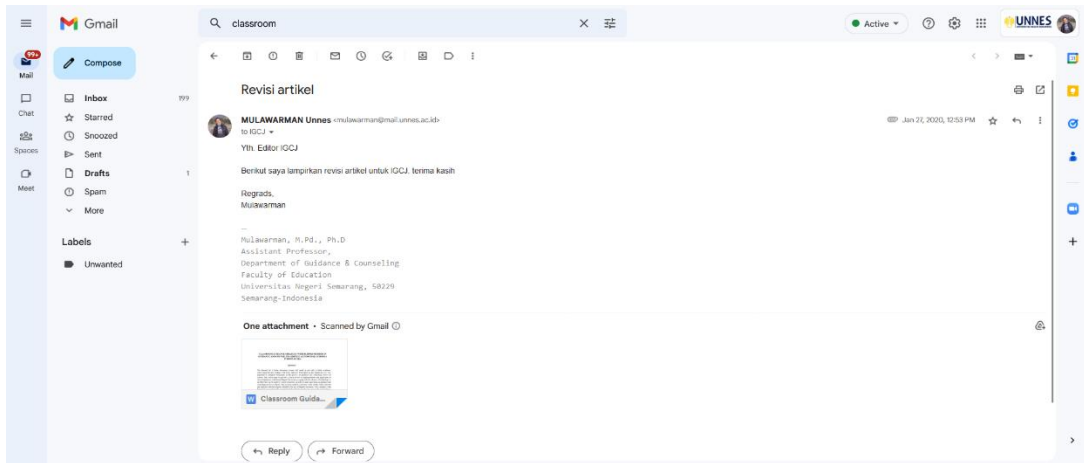 Gmail
classroom
Active
UNNES
99+
Mail
Compose
Chat
Inbox 199
Starred
Spaces
Snoozed
Sent
Meet
Drafts 1
Spam
More
Labels
Unwanted
Revisi artikel
MULAWARMAN Unnes <mulawarman@mail.unnes.ac.id>
Jan 27, 2020, 12:53 PM
to IGCJ
Yth. Editor IGCJ
Berikut saya lampirkan revisi artikel untuk IGCJ. terima kasih
Regrads,
Mulawarman
--
Mulawarman, M.Pd., Ph.D
Assistant Professor,
Department of Guidance & Counseling
Faculty of Education
Universitas Negeri Semarang, 50229
Semarang-Indonesia
One attachment • Scanned by Gmail
W Classroom Guida...
Reply
Forward